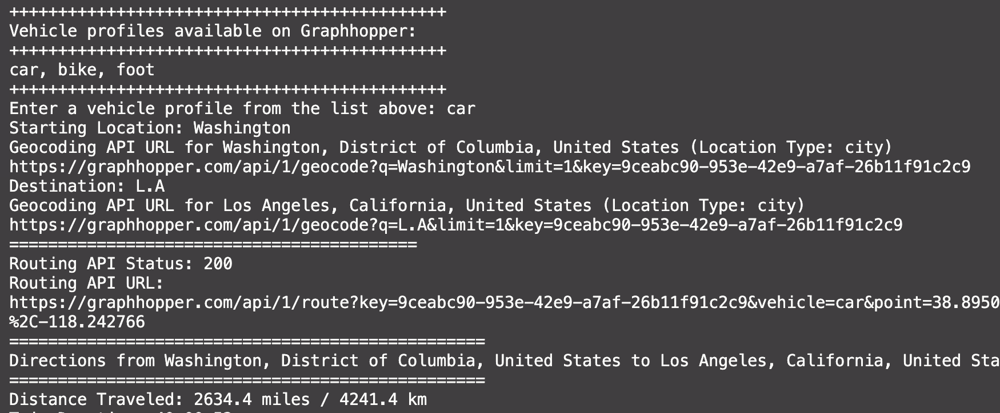 +++++++++++++++++++++++++++++++++++++++++++++
Vehicle profiles available on Graphhopper:
+++++++++++++++++++++++++++++++++++++++++++++
car, bike, foot
+++++++++++++++++++++++++++++++++++++++++++++
Enter a vehicle profile from the list above: car
Starting Location: Washington
Geocoding API URL for Washington, District of Columbia, United States (Location Type: city)
https://graphhopper.com/api/1/geocode?q=Washington&limit=1&key=9ceabc90-953e-42e9-a7af-26b11f91c2c9
Destination: L.A
Geocoding API URL for Los Angeles, California, United States (Location Type: city)
https://graphhopper.com/api/1/geocode?q=L.A&limit=1&key=9ceabc90-953e-42e9-a7af-26b11f91c2c9
==========================================
Routing API Status: 200
Routing API URL:
https://graphhopper.com/api/1/route?key=9ceabc90-953e-42e9-a7af-26b11f91c2c9&vehicle=car&point=38.8950
%2C-118.242766
=================================================
Directions from Washington, District of Columbia, United States to Los Angeles, California, United Sta
=================================================
Distance Traveled: 2634.4 miles / 4241.4 km